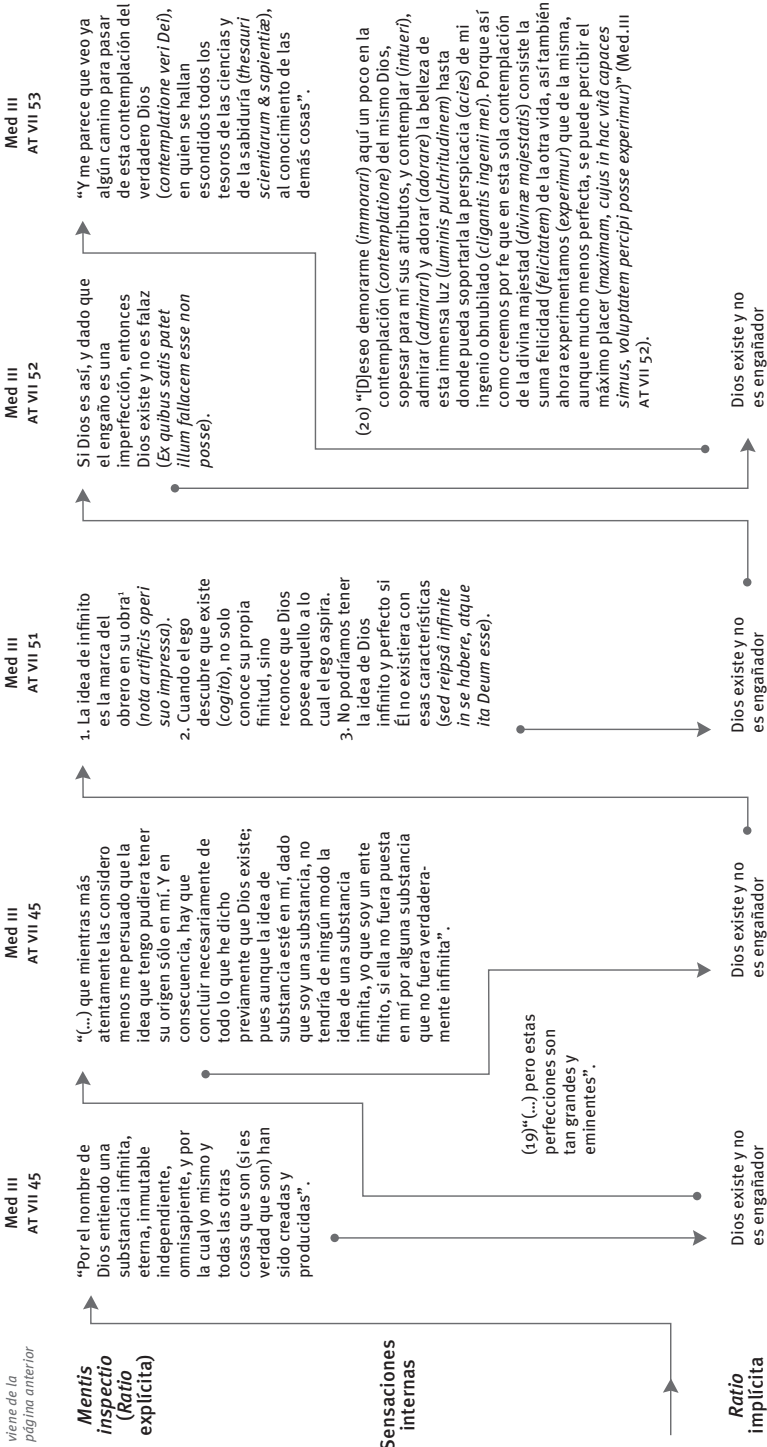 viene de la
página anterior
Mentis
inspectio
(Ratio
explícita)
Sensaciones
internas
Ratio
implícita
Med III
AT VII 45
“Por el nombre de
Dios entiendo una
substancia infinita,
eterna, inmutable
independiente,
omnisapiente, y por
la cual yo mismo y
todas las otras
cosas que son (si es
verdad que son) han
sido creadas y
producidas”.
Dios existe y no
es engañador
Med III
AT VII 45
“(...) que mientras más
atentamente las considero
menos me persuado que la
idea que tengo pudiera tener
su origen sólo en mí. Y en
consecuencia, hay que
concluir necesariamente de
todo lo que he dicho
previamente que Dios existe;
pues aunque la idea de
substancia esté en mí, dado
que soy una substancia, no
tendría de ningún modo la
idea de una substancia
infinita, yo que soy un ente
finito, si ella no fuera puesta
en mí por alguna substancia
que no fuera verdadera-
mente infinita”.
(19)“(...) pero estas
perfecciones son
tan grandes y
eminentes”.
Dios existe y no
es engañador
Med III
AT VII 51
1. La idea de infinito
es la marca del
obrero en su obra¹
(nota artificis operi
suo impressa).
2. Cuando el ego
descubre que existe
(cogito), no solo
conoce su propia
finitud, sino
reconoce que Dios
posee aquello a lo
cual el ego aspira.
3. No podríamos tener
la idea de Dios
infinito y perfecto si
Él no existiera con
esas características
(sed reipsâ infinite
in se habere, atque
ita Deum esse).
Dios existe y no
es engañador
Med III
AT VII 52
Si Dios es así, y dado que
el engaño es una
imperfección, entonces
Dios existe y no es falaz
(Ex quibus satis patet
illum fallacem esse non
posse).
Dios existe y no
es engañador
Med III
AT VII 53
“Y me parece que veo ya
algún camino para pasar
de esta contemplación del
verdadero Dios
(contemplatione veri Dei),
en quien se hallan
escondidos todos los
tesoros de las ciencias y
de la sabiduría (thesauri
scientiarum & sapientiæ),
al conocimiento de las
demás cosas”.
(20) “[D]eseo demorarme (immorari) aquí un poco en la
contemplación (contemplatione) del mismo Dios,
sopesar para mí sus atributos, y contemplar (intueri),
admirar (admirari) y adorar (adorare) la belleza de
esta inmensa luz (luminis pulchritudinem) hasta
donde pueda soportarla la perspicacia (acies) de mi
ingenio obnubilado (cligantis ingenii mei). Porque así
como creemos por fe que en esta sola contemplación
de la divina majestad (divinæ majestatis) consiste la
suma felicidad (felicitatem) de la otra vida, así también
ahora experimentamos (experimur) que de la misma,
aunque mucho menos perfecta, se puede percibir el
máximo placer (maximam, cujus in hac vitâ capaces
simus, voluptatem percipi posse experimur)” (Med.III
AT VII 52).